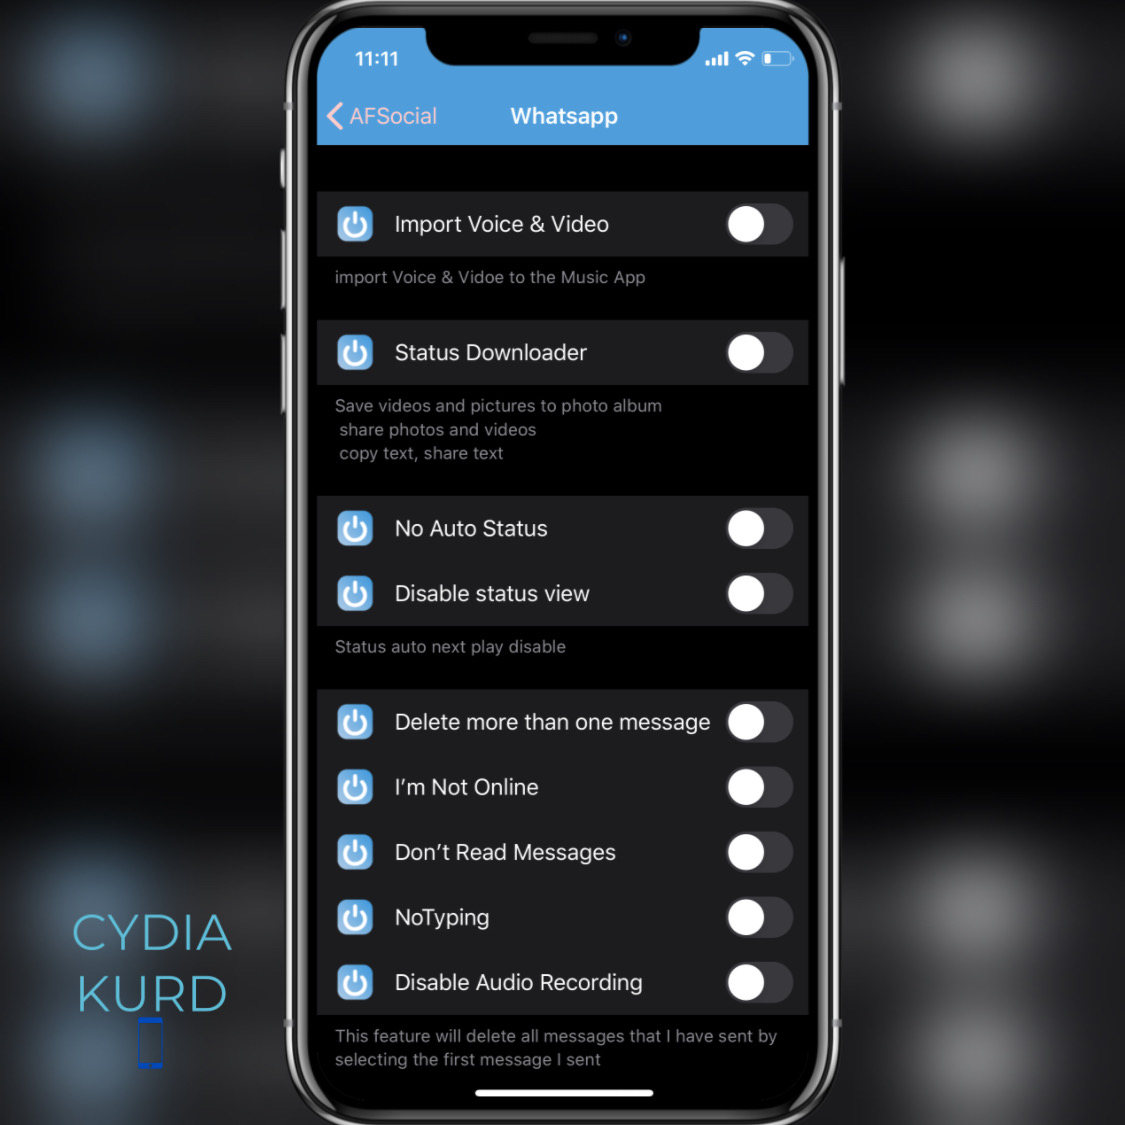 11:11
AFSocial
Whatsapp
Import Voice & Video
import Voice & Vidoe to the Music App
Status Downloader
Save videos and pictures to photo album
share photos and videos
copy text, share text
No Auto Status
Disable status view
Status auto next play disable
Delete more than one message
I’m Not Online
Don’t Read Messages
NoTyping
Disable Audio Recording
This feature will delete all messages that I have sent by
selecting the first message I sent
CYDIA
KURD